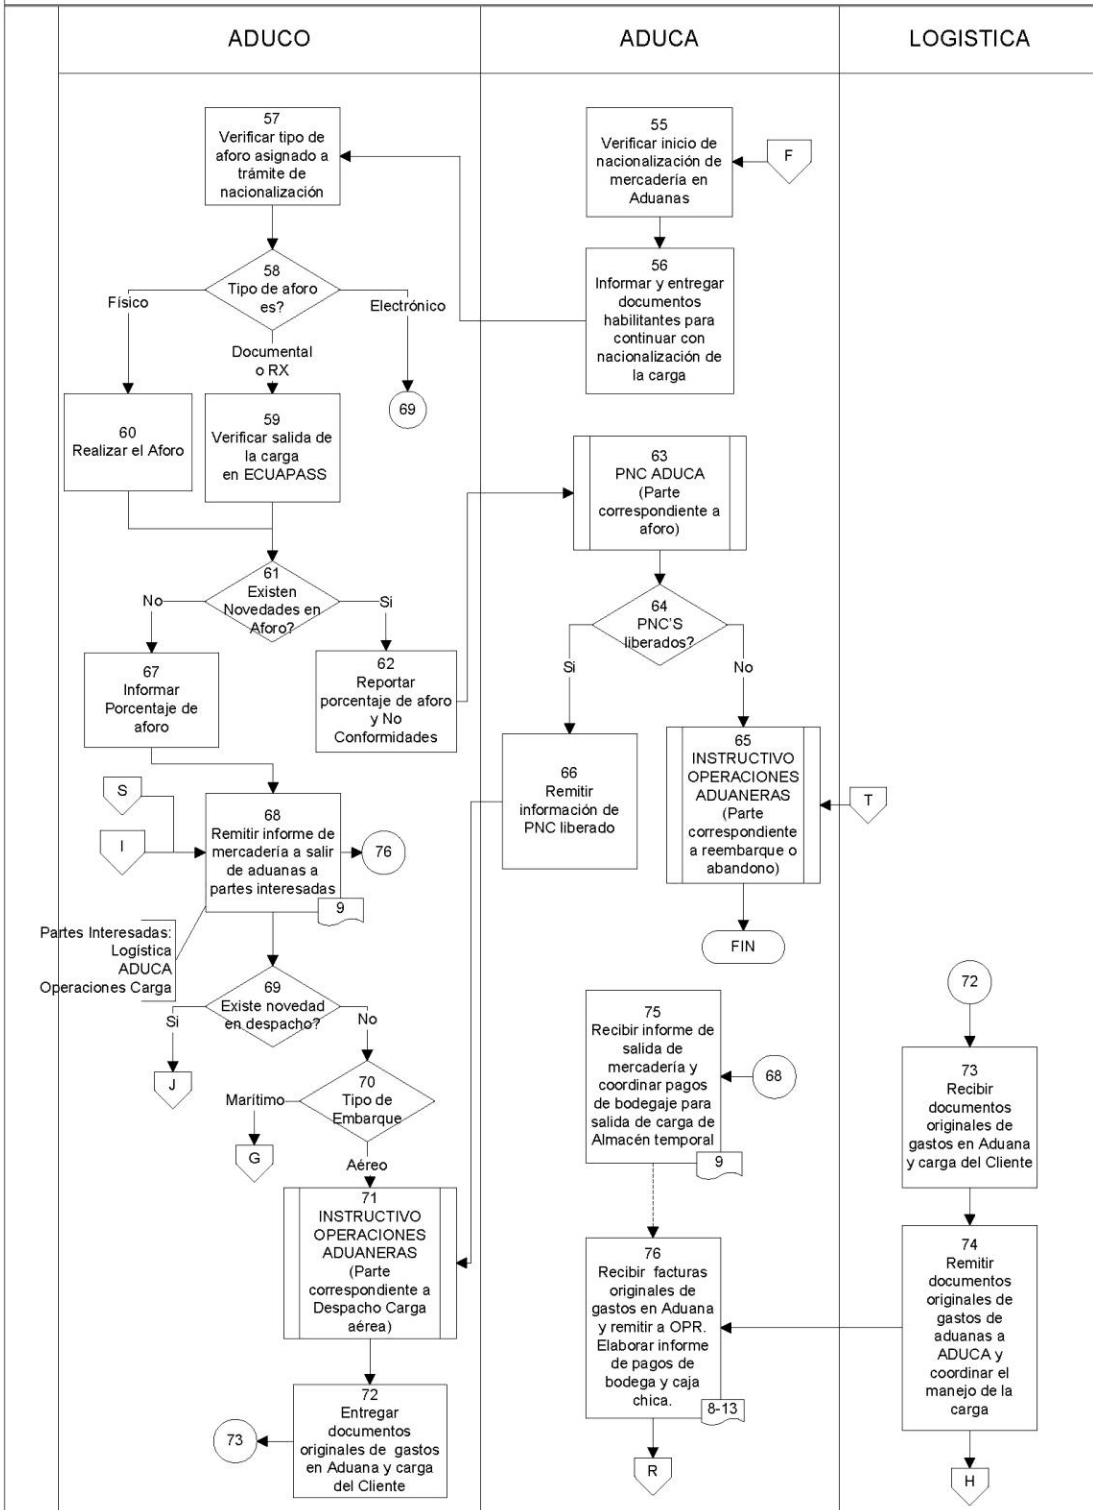 ADUCO
ADUCA
LOGISTICA
57
Verificar tipo de
aforo asignado a
trámite de
nacionalización
55
Verificar inicio de
nacionalización de
mercadería en
Aduanas
F
58
Tipo de aforo
es?
Físico
Electrónico
Documental
o RX
56
Informar y entregar
documentos
habilitantes para
continuar con
nacionalización de
la carga
69
60
Realizar el Aforo
59
Verificar salida de
la carga
en ECUAPASS
63
PNC ADUCA
(Parte
correspondiente a
aforo)
61
Existen
Novedades en
Aforo?
No
Si
64
PNC'S
liberados?
Si
No
67
Informar
Porcentaje de
aforo
62
Reportar
porcentaje de aforo
y No
Conformidades
66
Remitir
información de
PNC liberado
65
INSTRUCTIVO
OPERACIONES
ADUANERAS
(Parte
correspondiente
a reembarque o
abandono)
T
S
I
68
Remitir informe de
mercadería a salir
de aduanas a
partes interesadas
9
76
Partes Interesadas:
Logística
ADUCA
Operaciones Carga
FIN
69
Existe novedad
en despacho?
Si
No
J
70
Tipo de
Embarque
Marítimo
G
Aéreo
71
INSTRUCTIVO
OPERACIONES
ADUANERAS
(Parte
correspondiente a
Despacho Carga
aérea)
72
Entregar
documentos
originales de gastos
en Aduana y carga
del Cliente
73
75
Recibir informe de
salida de
mercadería y
coordinar pagos
de bodegaje para
salida de carga de
Almacén temporal
9
68
76
Recibir facturas
originales de
gastos en Aduana
y remitir a OPR.
Elaborar informe
de pagos de
bodega y caja
chica.
8-13
R
72
73
Recibir
documentos
originales de
gastos en Aduana
y carga del Cliente
74
Remitir
documentos
originales de
gastos de
aduanas a
ADUCA y
coordinar el
manejo de la
carga
H